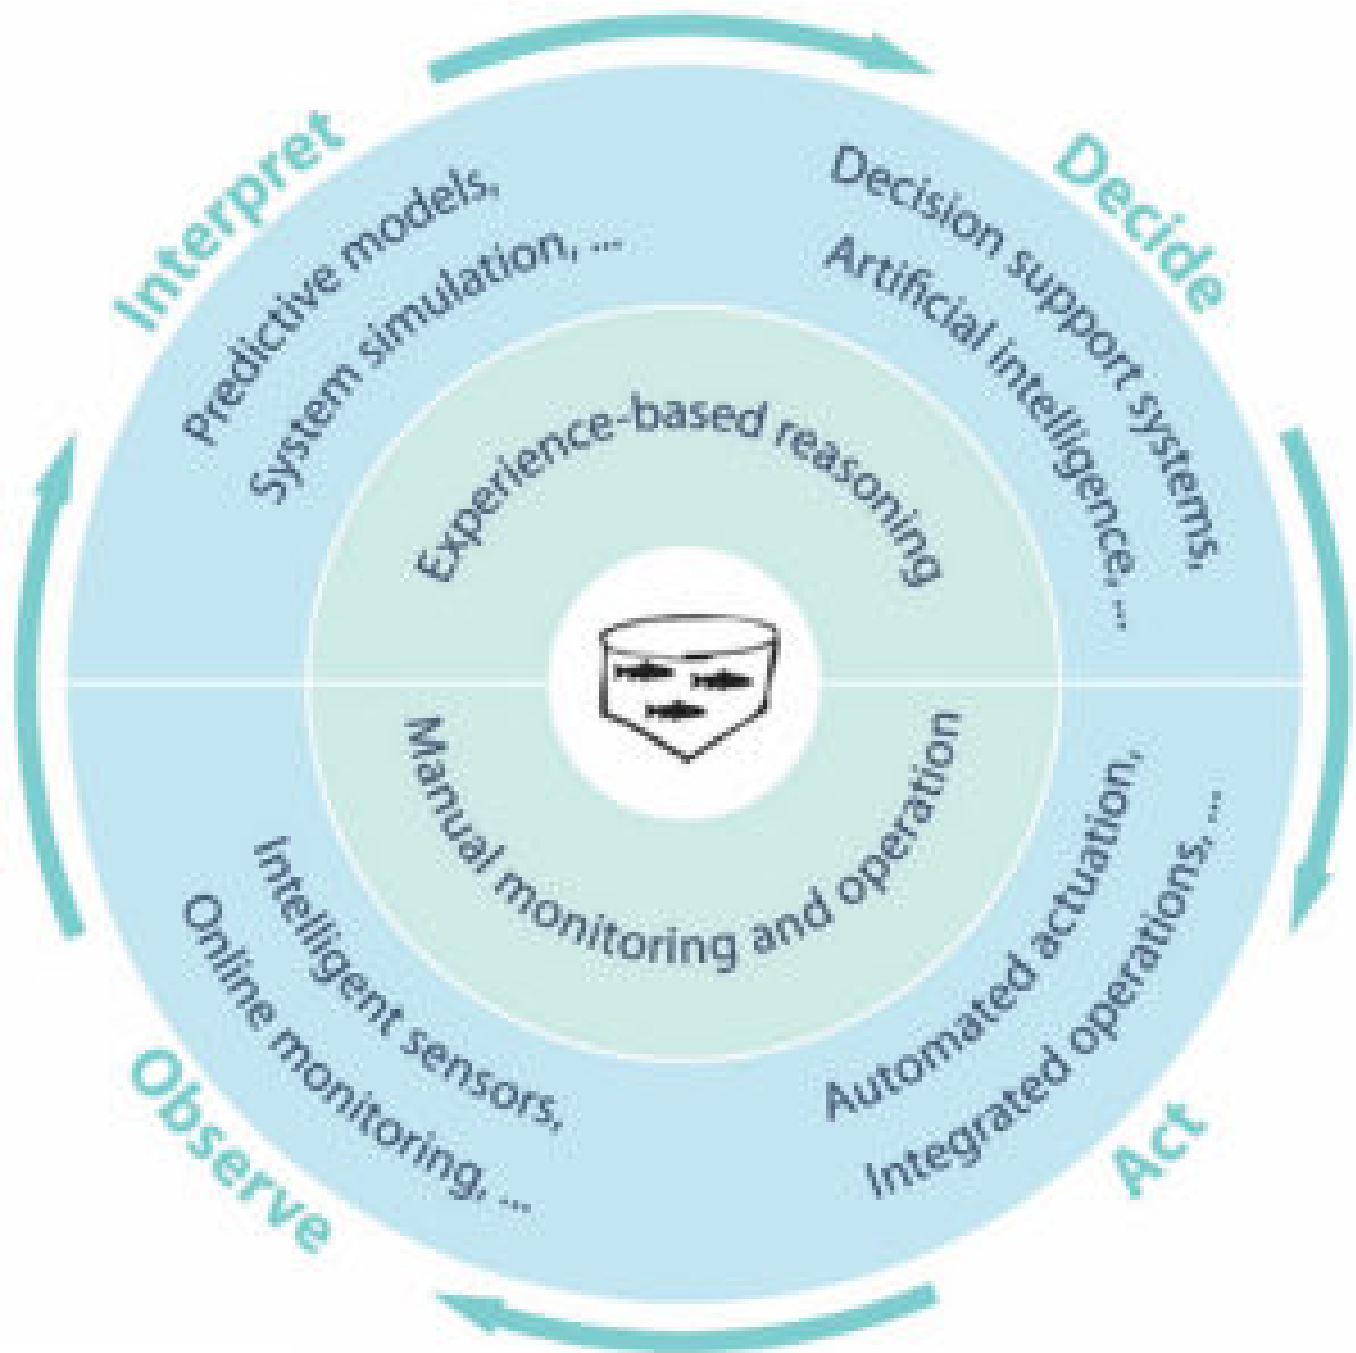 Interpret
Predictive models,
System simulation, ...
Decide
Decision support systems,
Artificial intelligence, ...
Experience-based reasoning
Manual monitoring and operation
Observe
Intelligent sensors,
Online monitoring, ...
Act
Automated actuation,
Integrated operations, ...